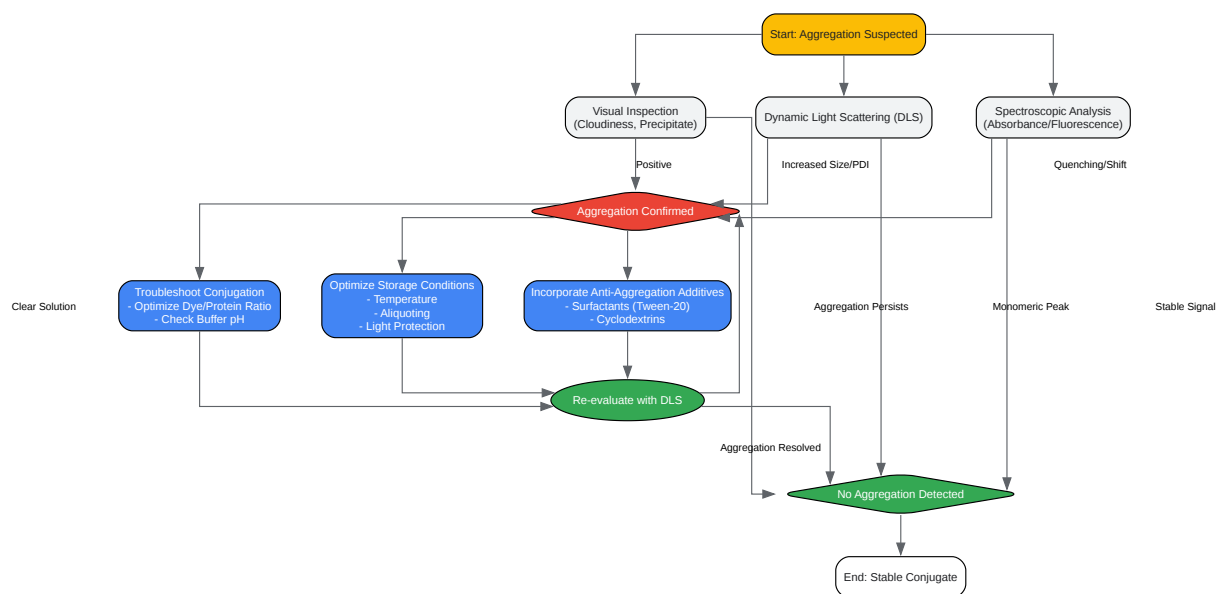 Start: Aggregation Suspected
Visual Inspection
(Cloudiness, Precipitate)
Dynamic Light Scattering (DLS)
Spectroscopic Analysis
(Absorbance/Fluorescence)
Positive
Increased Size/PDI
Quenching/Shift
Aggregation Confirmed
Clear Solution
Troubleshoot Conjugation
- Optimize Dye/Protein Ratio
- Check Buffer pH
Optimize Storage Conditions
- Temperature
- Aliquoting
- Light Protection
Incorporate Anti-Aggregation Additives
- Surfactants (Tween-20)
- Cyclodextrins
Aggregation Persists
Monomeric Peak
Stable Signal
Re-evaluate with DLS
Aggregation Resolved
No Aggregation Detected
End: Stable Conjugate